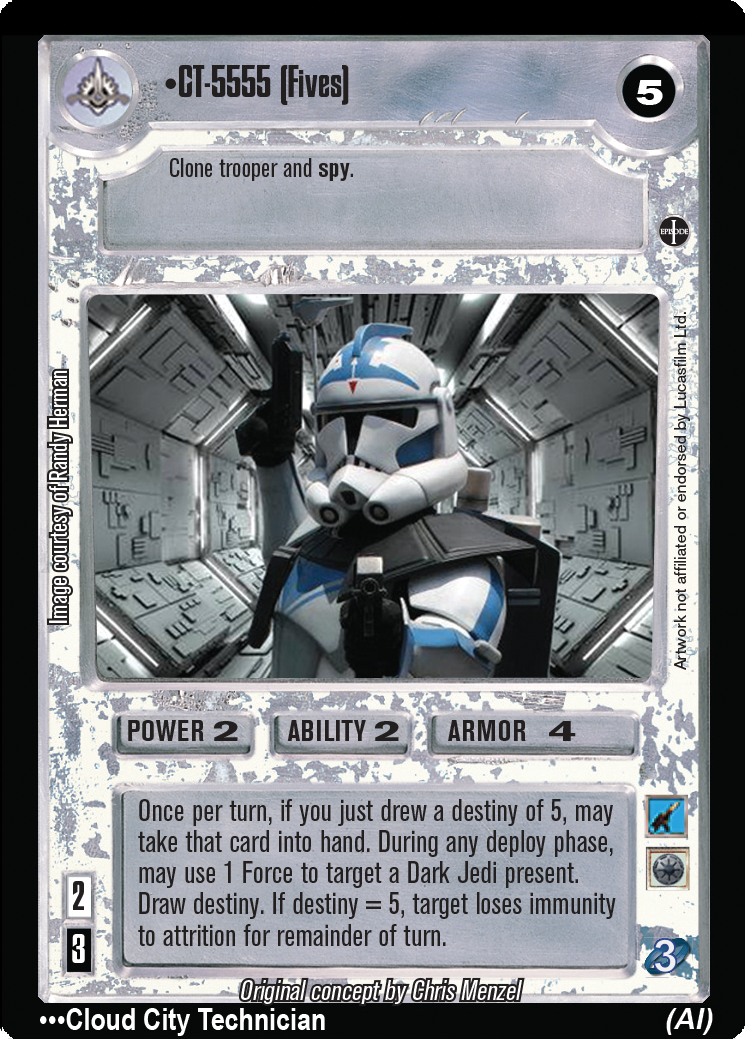 •CT-5555 (Fives)
5
Clone trooper and spy.
EPISODE
I
Image courtesy of Randy Herman
Artwork not affiliated or endorsed by Lucasfilm Ltd.
POWER 2
ABILITY 2
ARMOR 4
Once per turn, if you just drew a destiny of 5, may
take that card into hand. During any deploy phase,
may use 1 Force to target a Dark Jedi present.
Draw destiny. If destiny = 5, target loses immunity
to attrition for remainder of turn.
2
3
3
Original concept by Chris Menzel
•••Cloud City Technician
(AI)